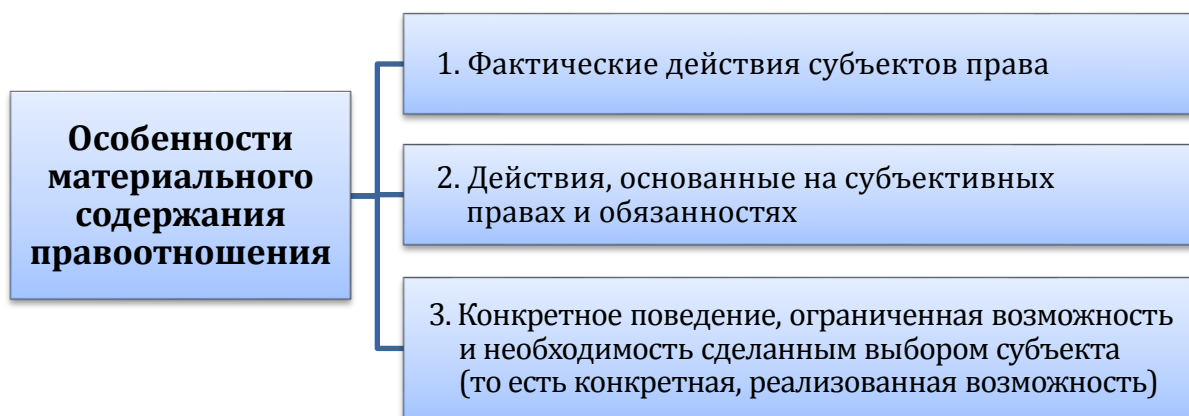 Особенности
материального
содержания
правоотношения
1. Фактические действия субъектов права
2. Действия, основанные на субъективных
правах и обязанностях
3. Конкретное поведение, ограниченная возможность
и необходимость сделанным выбором субъекта
(то есть конкретная, реализованная возможность)